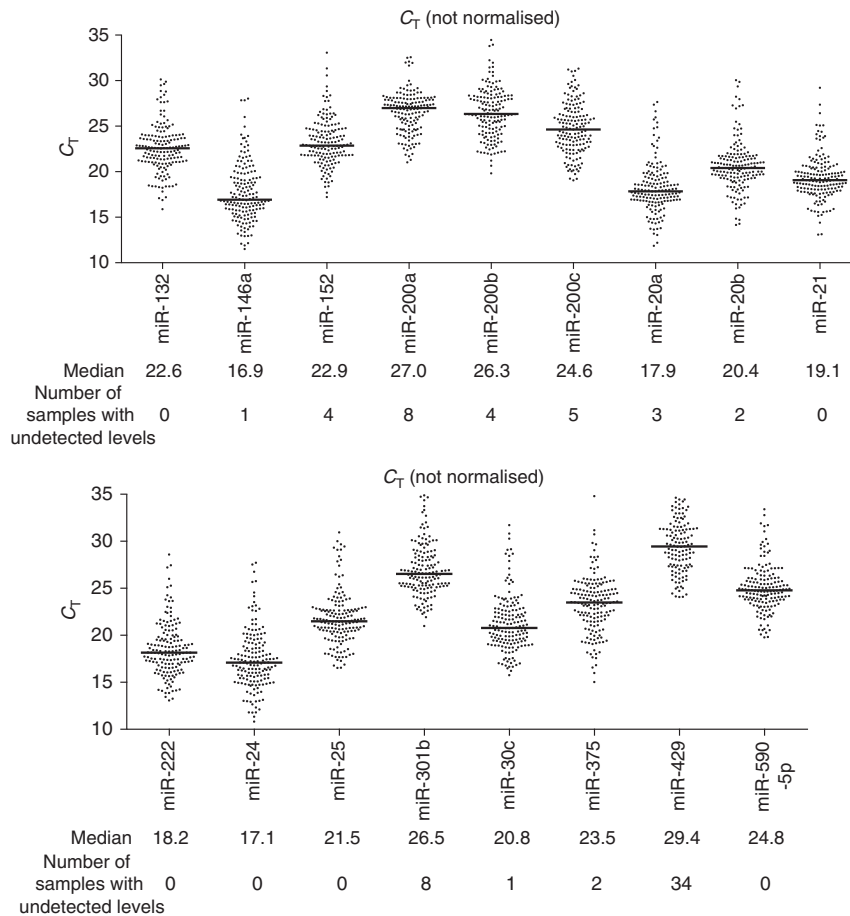 C_T (not normalised)
35
30
25
20
15
10
C_T
miR-132 miR-146a miR-152 miR-200a miR-200b miR-200c miR-20a miR-20b miR-21
Median 22.6 16.9 22.9 27.0 26.3 24.6 17.9 20.4 19.1
Number of
samples with 0 1 4 8 4 5 3 2 0
undetected levels
C_T (not normalised)
35
30
25
20
15
10
C_T
miR-222 miR-24 miR-25 miR-301b miR-30c miR-375 miR-429 miR-590
-5p
Median 18.2 17.1 21.5 26.5 20.8 23.5 29.4 24.8
Number of
samples with 0 0 0 8 1 2 34 0
undetected levels